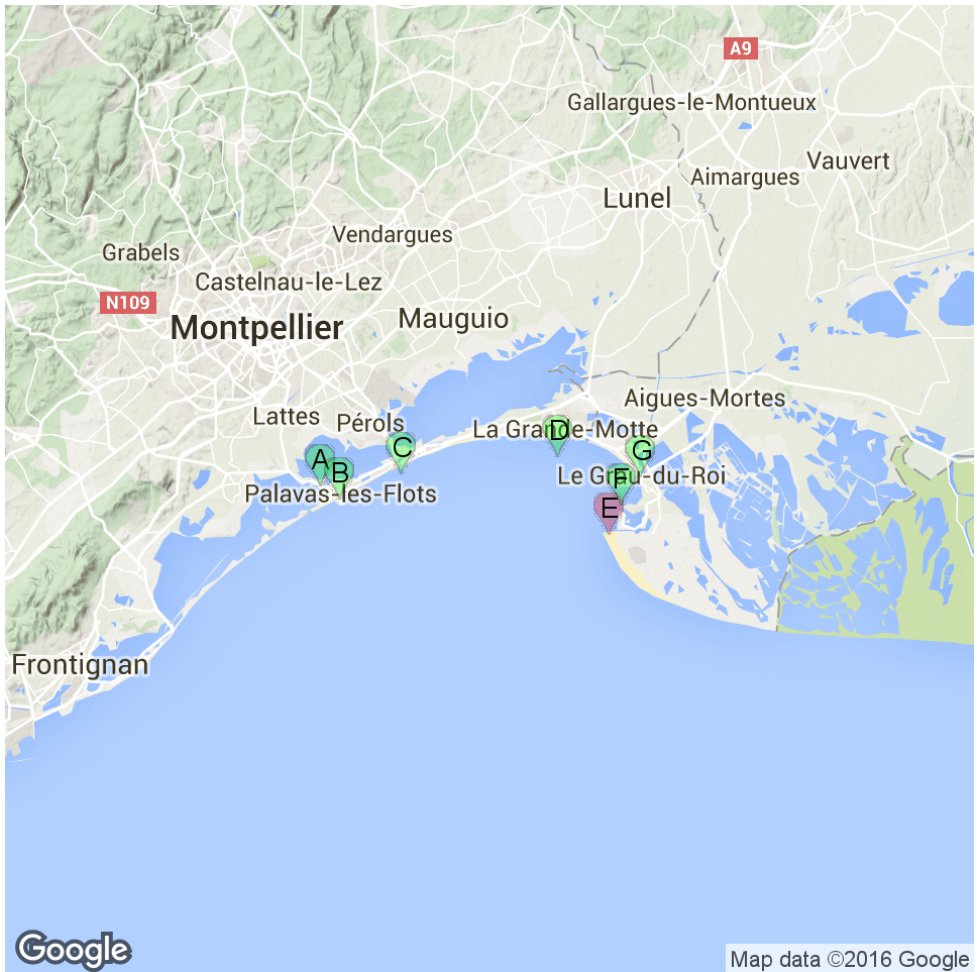 A9
Gallargues-le-Montueux
Vauvert
Aimargues
Lunel
Vendargues
Grabels
Castelnau-le-Lez
N109
Montpellier
Mauguio
Aigues-Mortes
Lattes
Pérols
La Grande-Motte
D
C
G
A
B
Le Grau-du-Roi
F
Palavas-les-Flots
E
Frontignan
Google
Map data ©2016 Google